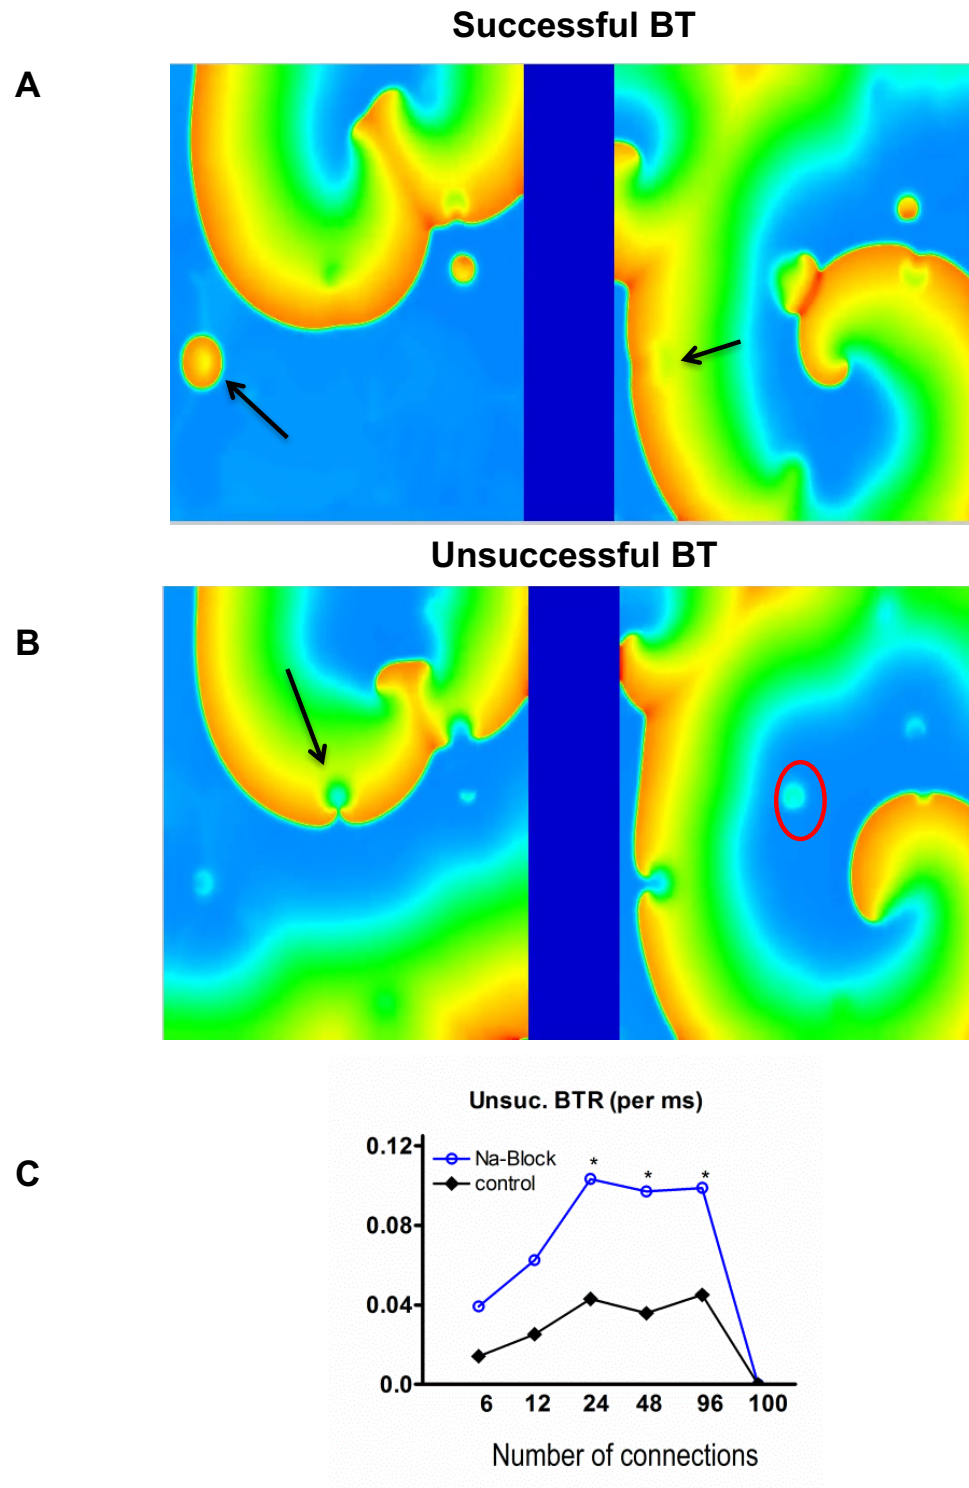 Successful BT
A
Unsuccessful BT
B
C
Unsuc. BTR (per ms)
0.12
Na-Block
control
* * *
0.08
0.04
0.0
6 12 24 48 96 100
Number of connections